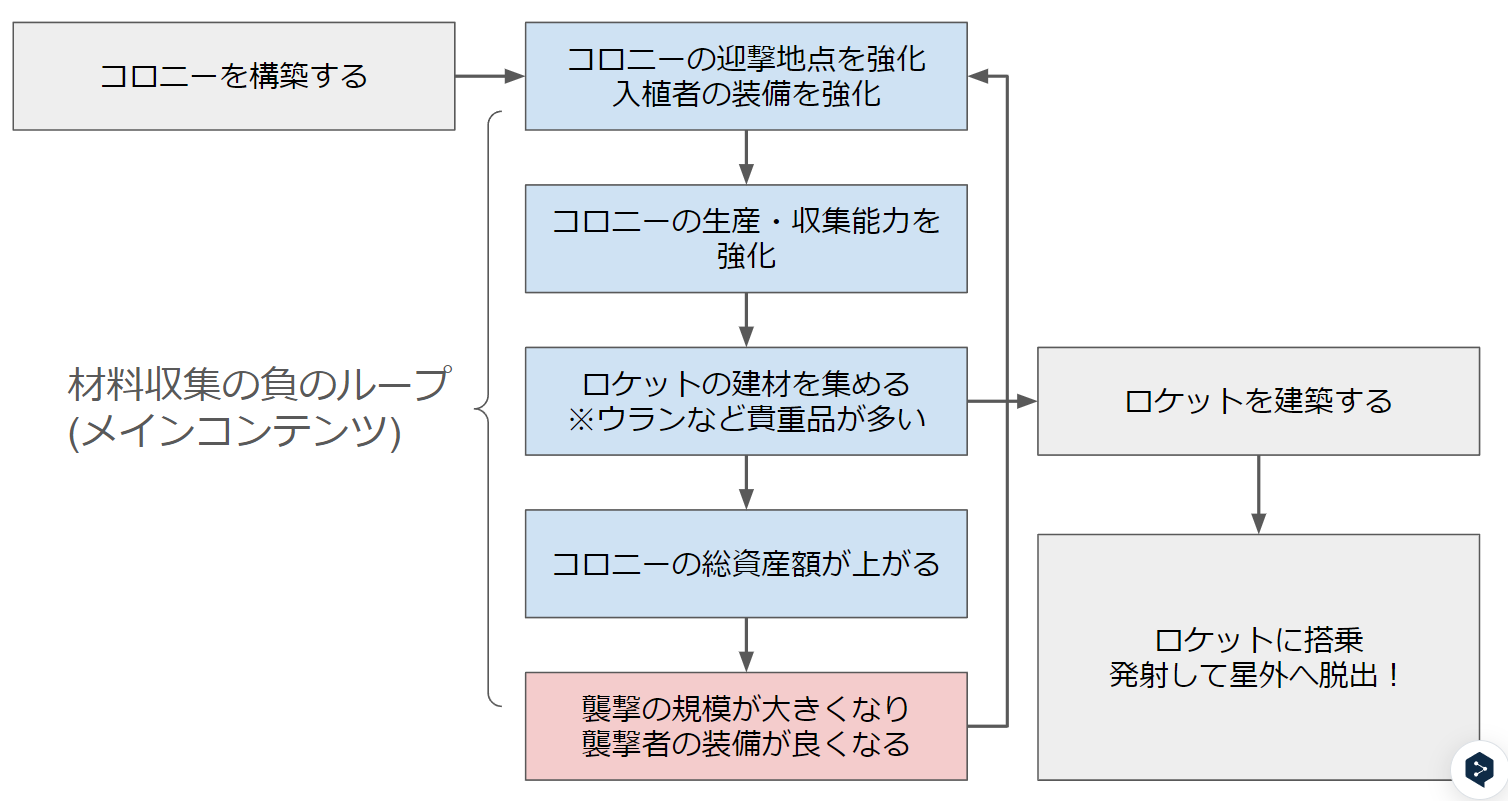 コロニーを構築する
コロニーの迎撃地点を強化
入植者の装備を強化
コロニーの生産・収集能力を
強化
材料収集の負のループ
(メインコンテンツ)
ロケットの建材を集める
※ウランなど貴重品が多い
ロケットを建築する
コロニーの総資産額が上がる
ロケットに搭乗
発射して星外へ脱出！
襲撃の規模が大きくなり
襲撃者の装備が良くなる